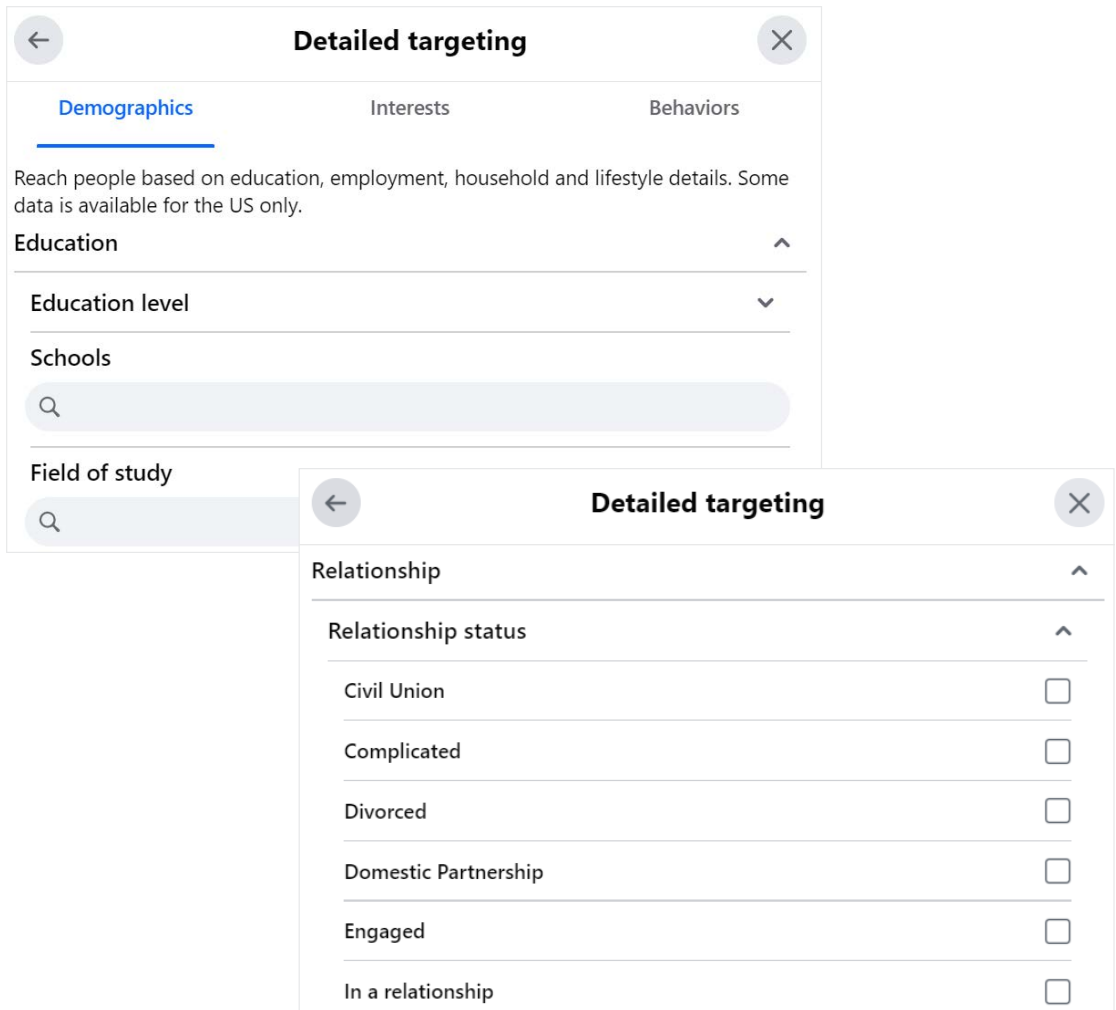 Detailed targeting
Demographics
Interests
Behaviors
Reach people based on education, employment, household and lifestyle details. Some
data is available for the US only.
Education
Education level
Schools
Field of study
Detailed targeting
Relationship
Relationship status
Civil Union
Complicated
Divorced
Domestic Partnership
Engaged
In a relationship